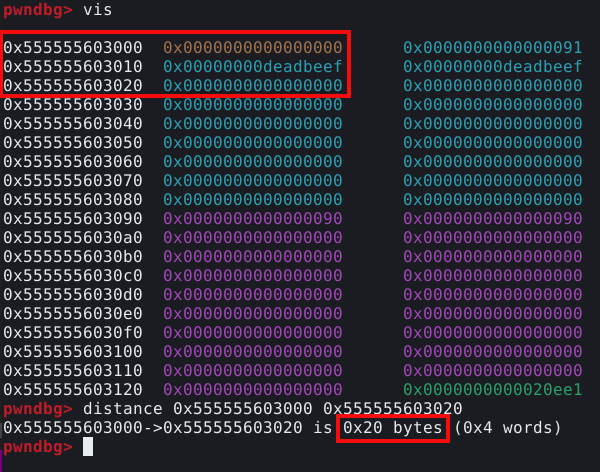 pwndbg> vis
0x555555603000 0x0000000000000000 0x0000000000000091
0x555555603010 0x00000000deadbeef 0x00000000deadbeef
0x555555603020 0x0000000000000000 0x0000000000000000
0x555555603030 0x0000000000000000 0x0000000000000000
0x555555603040 0x0000000000000000 0x0000000000000000
0x555555603050 0x0000000000000000 0x0000000000000000
0x555555603060 0x0000000000000000 0x0000000000000000
0x555555603070 0x0000000000000000 0x0000000000000000
0x555555603080 0x0000000000000000 0x0000000000000000
0x555555603090 0x0000000000000090 0x0000000000000090
0x5555556030a0 0x0000000000000000 0x0000000000000000
0x5555556030b0 0x0000000000000000 0x0000000000000000
0x5555556030c0 0x0000000000000000 0x0000000000000000
0x5555556030d0 0x0000000000000000 0x0000000000000000
0x5555556030e0 0x0000000000000000 0x0000000000000000
0x5555556030f0 0x0000000000000000 0x0000000000000000
0x555555603100 0x0000000000000000 0x0000000000000000
0x555555603110 0x0000000000000000 0x0000000000000000
0x555555603120 0x0000000000000000 0x0000000000020ee1
pwndbg> distance 0x555555603000 0x555555603020
0x555555603000->0x555555603020 is 0x20 bytes (0x4 words)
pwndbg>